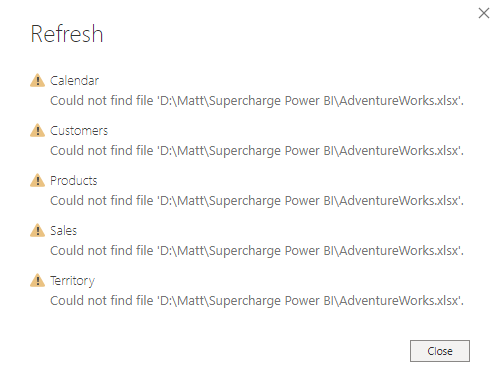 Refresh
Calendar
Could not find file 'D:\Matt\Supercharge Power BI\AdventureWorks.xlsx'.
Customers
Could not find file 'D:\Matt\Supercharge Power BI\AdventureWorks.xlsx'.
Products
Could not find file 'D:\Matt\Supercharge Power BI\AdventureWorks.xlsx'.
Sales
Could not find file 'D:\Matt\Supercharge Power BI\AdventureWorks.xlsx'.
Territory
Could not find file 'D:\Matt\Supercharge Power BI\AdventureWorks.xlsx'.
Close